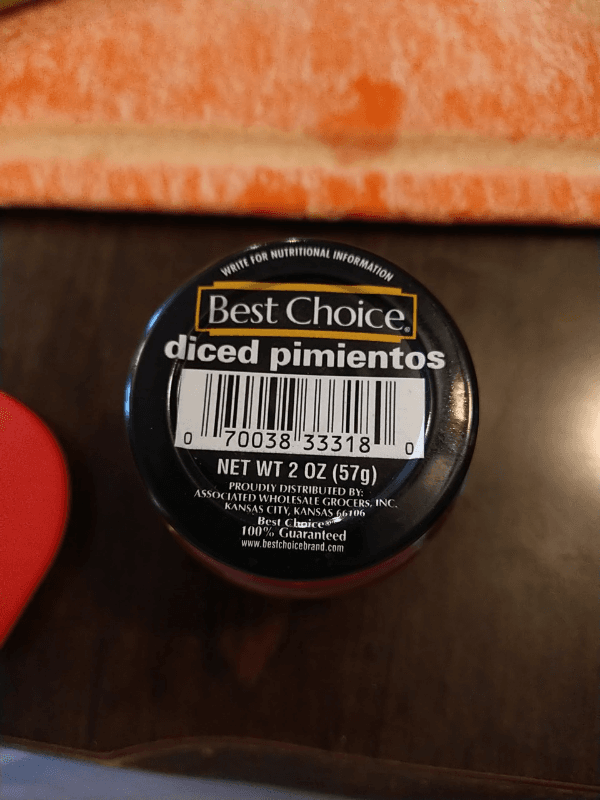 WRITE FOR NUTRITIONAL INFORMATION
Best Choice®
diced pimientos
0 70038 33318 0
NET WT 2 OZ (57g)
PROUDLY DISTRIBUTED BY:
ASSOCIATED WHOLESALE GROCERS, INC.
KANSAS CITY, KANSAS 66106
Best Choice
100% Guaranteed
www.bestchoicebrand.com